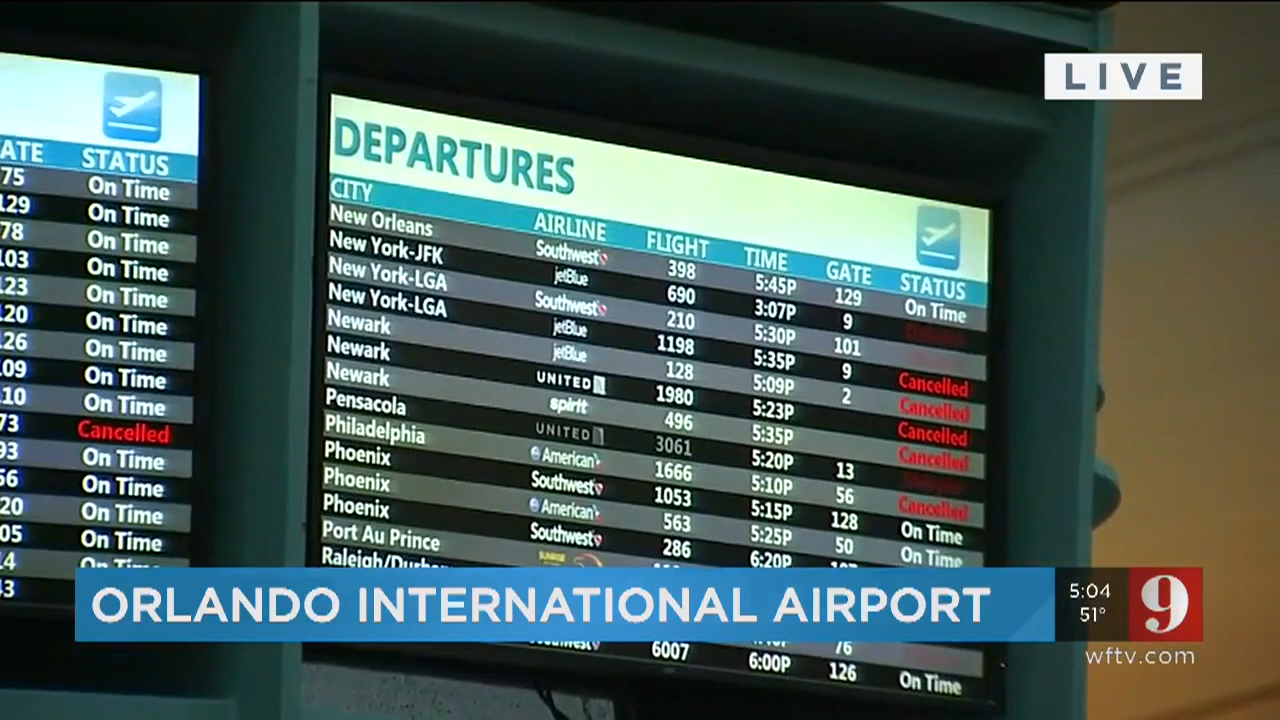 LIVE
ATE STATUS
75 On Time
129 On Time
78 On Time
103 On Time
123 On Time
120 On Time
126 On Time
109 On Time
110 On Time
73 Cancelled
93 On Time
56 On Time
20 On Time
05 On Time
14 On Time
43
DEPARTURES
CITY AIRLINE FLIGHT TIME GATE STATUS
New Orleans Southwest 398 5:45P 129 On Time
New York-JFK jetBlue 690 3:07P 9
New York-LGA Southwest 210 5:30P 101
New York-LGA jetBlue 1198 5:35P 9 Cancelled
Newark jetBlue 128 5:09P 2 Cancelled
Newark UNITED 1980 5:23P Cancelled
Newark spirit 496 5:35P Cancelled
Pensacola UNITED 3061 5:20P 13
Philadelphia American 1666 5:10P 56 Cancelled
Phoenix Southwest 1053 5:15P 128 On Time
Phoenix American 563 5:25P 50 On Time
Phoenix Southwest 286 6:20P
Port Au Prince SUNRISE
Raleigh/Durham
76
Southwest 6007 6:00P 126 On Time
ORLANDO INTERNATIONAL AIRPORT
5:04
51°
9
wftv.com